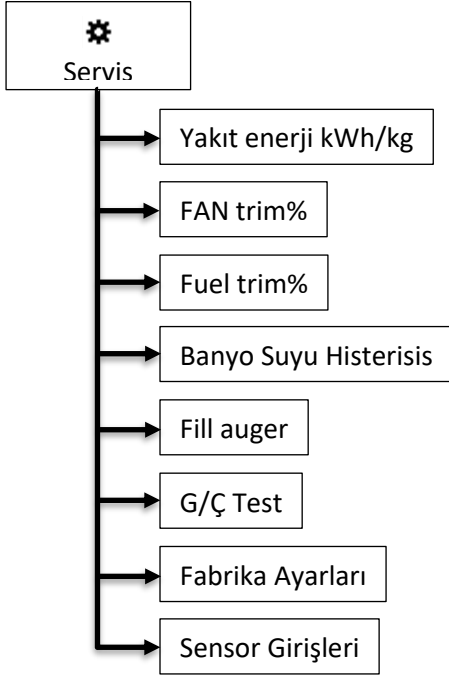 Servis
Yakıt enerji kWh/kg
FAN trim%
Fuel trim%
Banyo Suyu Histerisis
Fill auger
G/Ç Test
Fabrika Ayarları
Sensor Girişleri